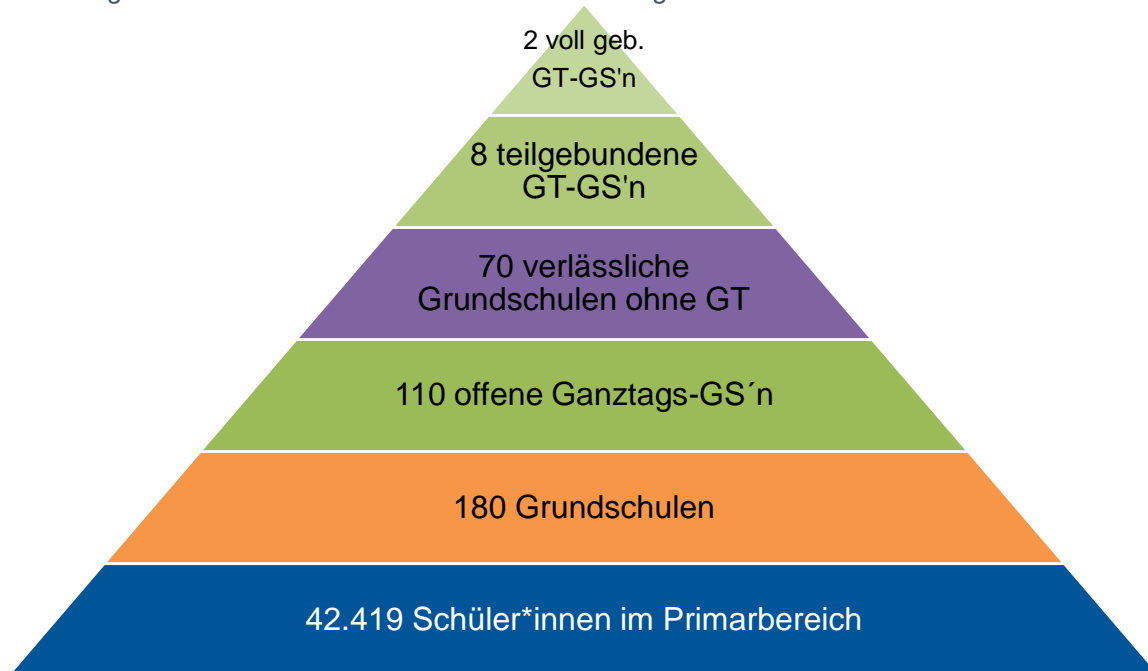 2 voll geb.
GT-GS'n
8 teilgebundene
GT-GS'n
70 verlässliche
Grundschulen ohne GT
110 offene Ganztags-GS´n
180 Grundschulen
42.419 Schüler*innen im Primarbereich